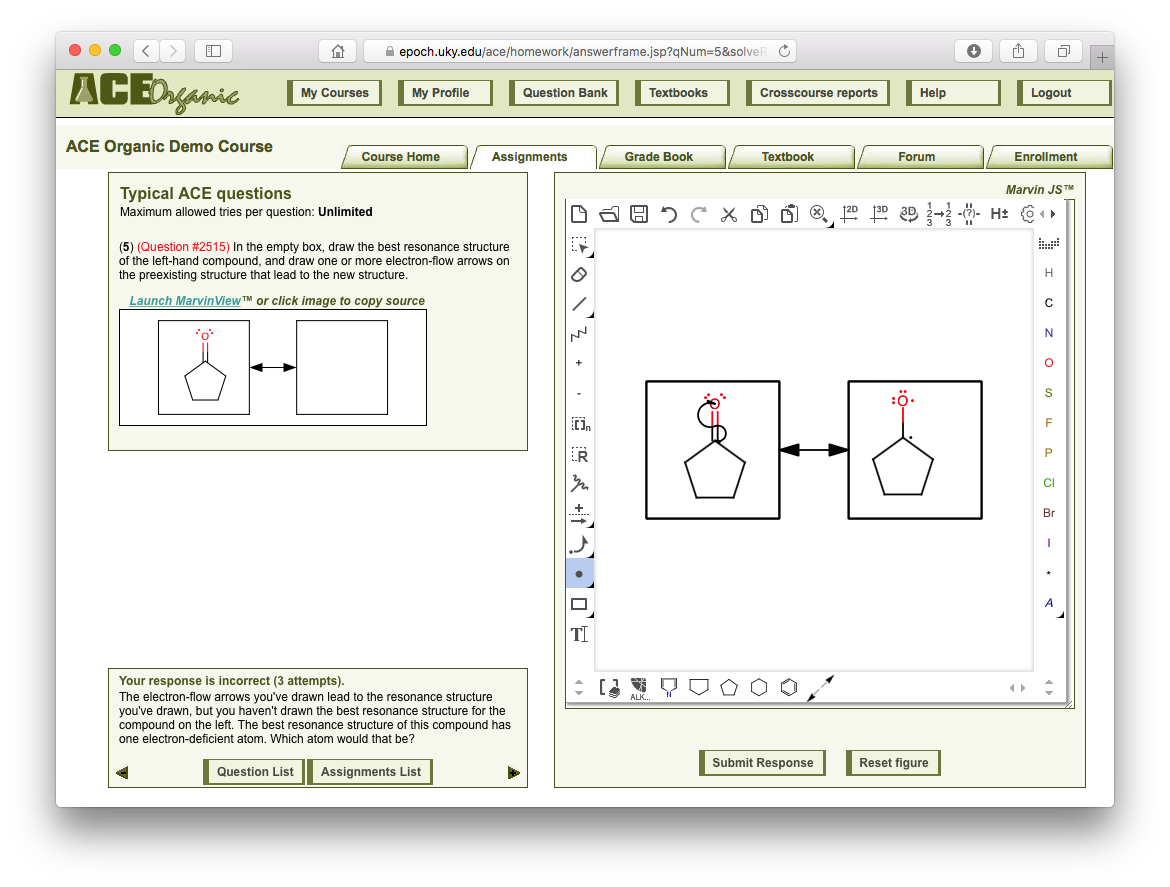 epoch.uky.edu/ace/homework/answerframe.jsp?qNum=5&solve
ACE Organic
My Courses
My Profile
Question Bank
Textbooks
Crosscourse reports
Help
Logout
ACE Organic Demo Course
Course Home
Assignments
Grade Book
Textbook
Forum
Enrollment
Typical ACE questions
Maximum allowed tries per question: Unlimited
(5) (Question #2515) In the empty box, draw the best resonance structure
of the left-hand compound, and draw one or more electron-flow arrows on
the preexisting structure that lead to the new structure.
Launch MarvinView™ or click image to copy source
O
Your response is incorrect (3 attempts).
The electron-flow arrows you've drawn lead to the resonance structure
you've drawn, but you haven't drawn the best resonance structure for the
compound on the left. The best resonance structure of this compound has
one electron-deficient atom. Which atom would that be?
Question List
Assignments List
Marvin JS™
2D
3D
3D
1 1
2→2
3 3
-(?)-
H±
+
-
[ ]n
R
T
O
O
H
C
N
O
S
F
P
Cl
Br
I
*
A
ALK...
N
Submit Response
Reset figure